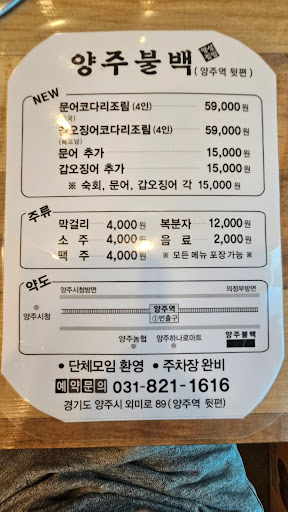 양주불백 (양주역 뒷편)
NEW
문어코다리조림(4인) 59,000원
갑오징어코다리조림(4인) 59,000원
문어 추가 15,000원
갑오징어 추가 15,000원
※ 숙회, 문어, 갑오징어 각 15,000원
주류
막걸리 4,000원 복분자 12,000원
소 주 4,000원 음 료 2,000원
맥 주 4,000원 ※ 모든 메뉴 포장 가능 ※
약도
양주시청방면 의정부방면
양주역
양주시청 ①번출구
양주농협 양주하나로마트 양주불백
• 단체모임 환영 • 주차장 완비
예약문의 031-821-1616
경기도 양주시 외미로 89 (양주역 뒷편)